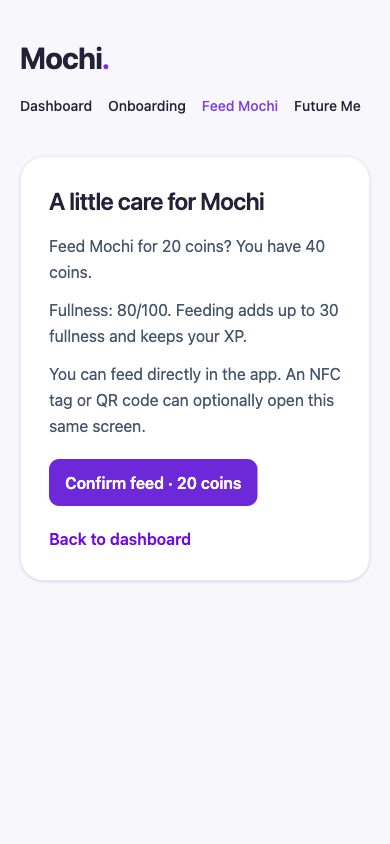 Mochi.
Dashboard Onboarding Feed Mochi Future Me
A little care for Mochi
Feed Mochi for 20 coins? You have 40
coins.
Fullness: 80/100. Feeding adds up to 30
fullness and keeps your XP.
You can feed directly in the app. An NFC
tag or QR code can optionally open this
same screen.
Confirm feed · 20 coins
Back to dashboard